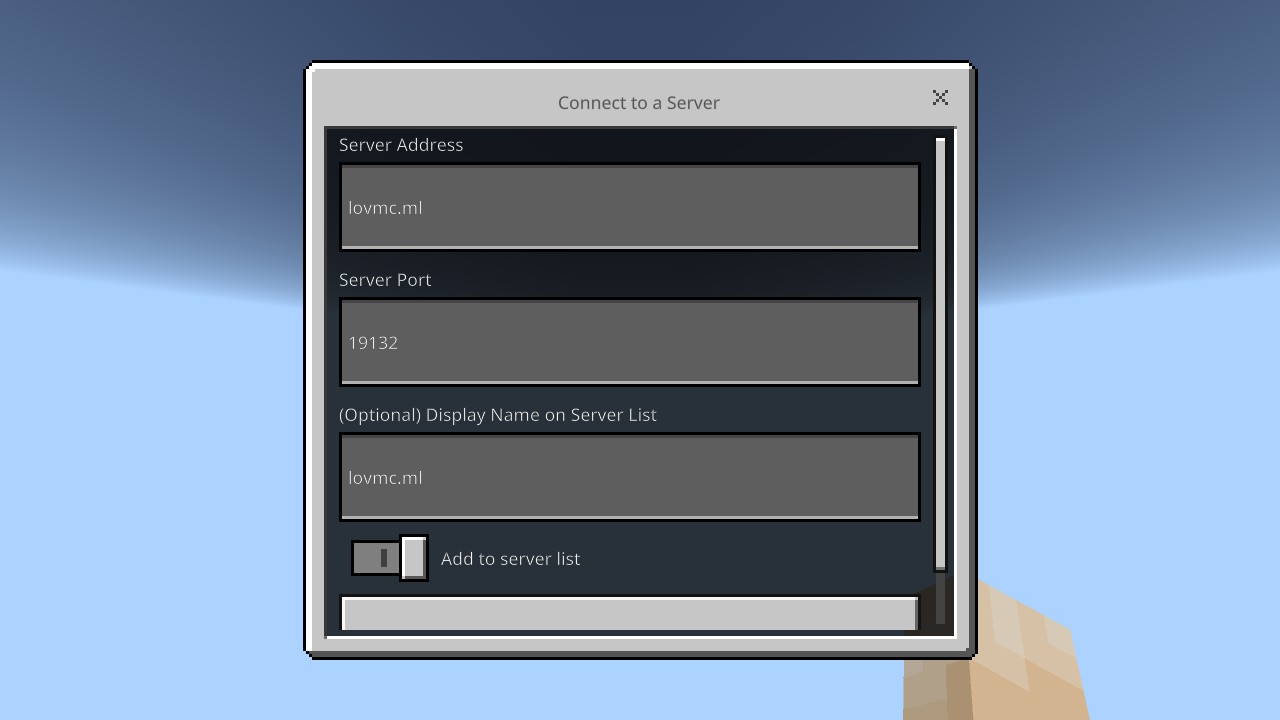 Connect to a Server
Server Address
lovmc.ml
Server Port
19132
(Optional) Display Name on Server List
lovmc.ml
Add to server list